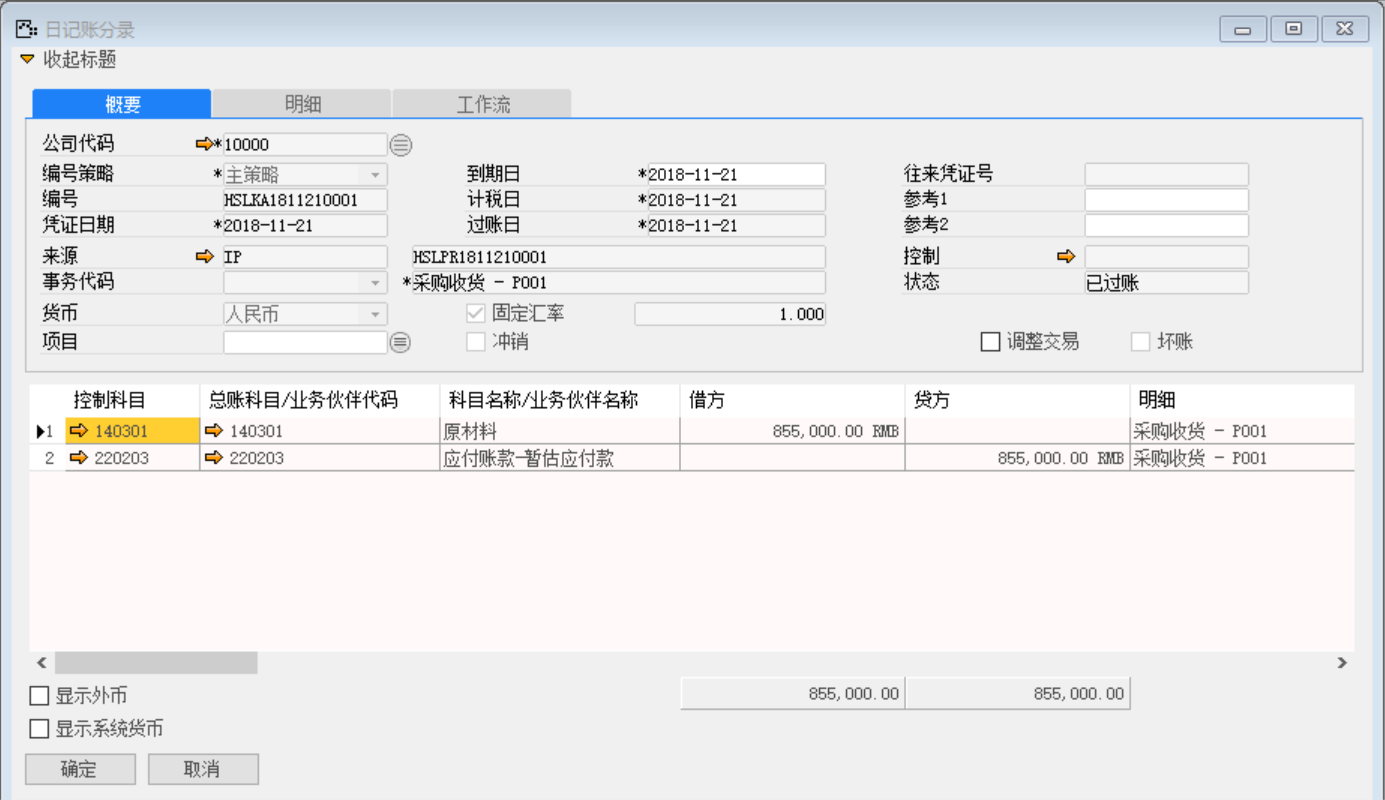 日记账分录
收起标题
概要 明细 工作流
公司代码 *10000
编号策略 *主策略 到期日 *2018-11-21 往来凭证号
编号 HSLKA1811210001 计税日 *2018-11-21 参考1
凭证日期 *2018-11-21 过账日 *2018-11-21 参考2
来源 IP HSLPR1811210001 控制
事务代码 *采购收货 - P001 状态 已过账
货币 人民币 固定汇率 1.000
项目 冲销 调整交易 坏账
控制科目 总账科目/业务伙伴代码 科目名称/业务伙伴名称 借方 贷方 明细
1 140301 140301 原材料 855,000.00 RMB 采购收货 - P001
2 220203 220203 应付账款-暂估应付款 855,000.00 RMB 采购收货 - P001
显示外币 855,000.00 855,000.00
显示系统货币
确定 取消